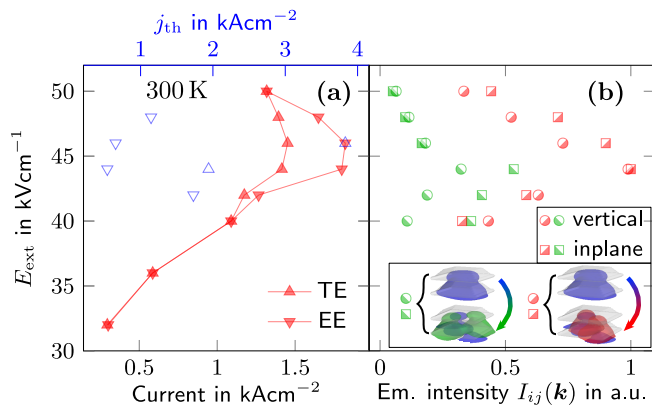 j_th in kAcm⁻²
1 2 3 4
E_ext in kVcm⁻¹
50
45
40
35
30
300 K
(a)
(b)
TE
EE
vertical
inplane
0.5 1 1.5
0 0.5 1
Current in kAcm⁻²
Em. intensity I_ij(k) in a.u.